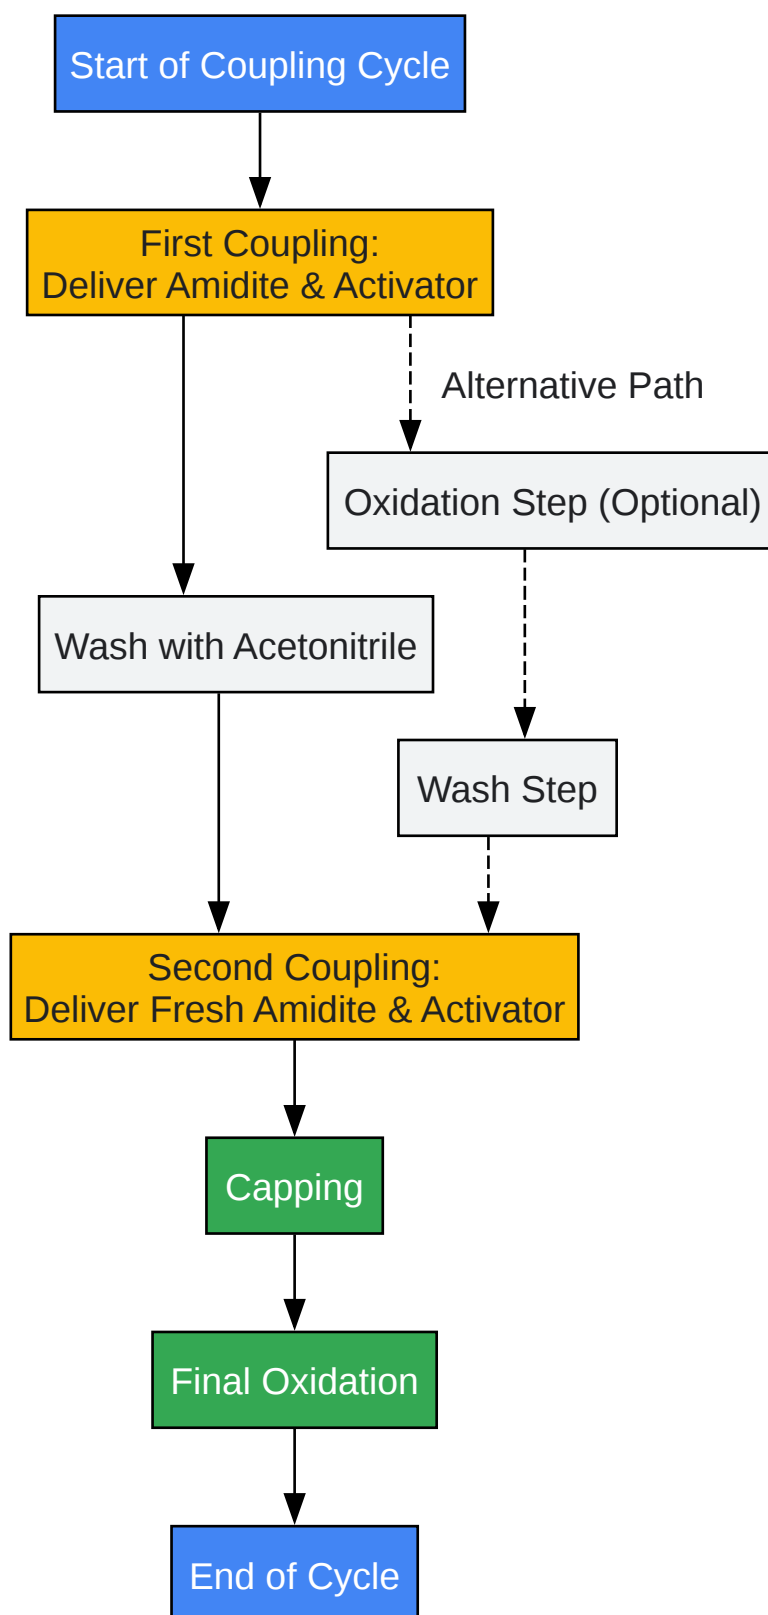 Start of Coupling Cycle
First Coupling:
Deliver Amidite & Activator
Alternative Path
Oxidation Step (Optional)
Wash with Acetonitrile
Wash Step
Second Coupling:
Deliver Fresh Amidite & Activator
Capping
Final Oxidation
End of Cycle